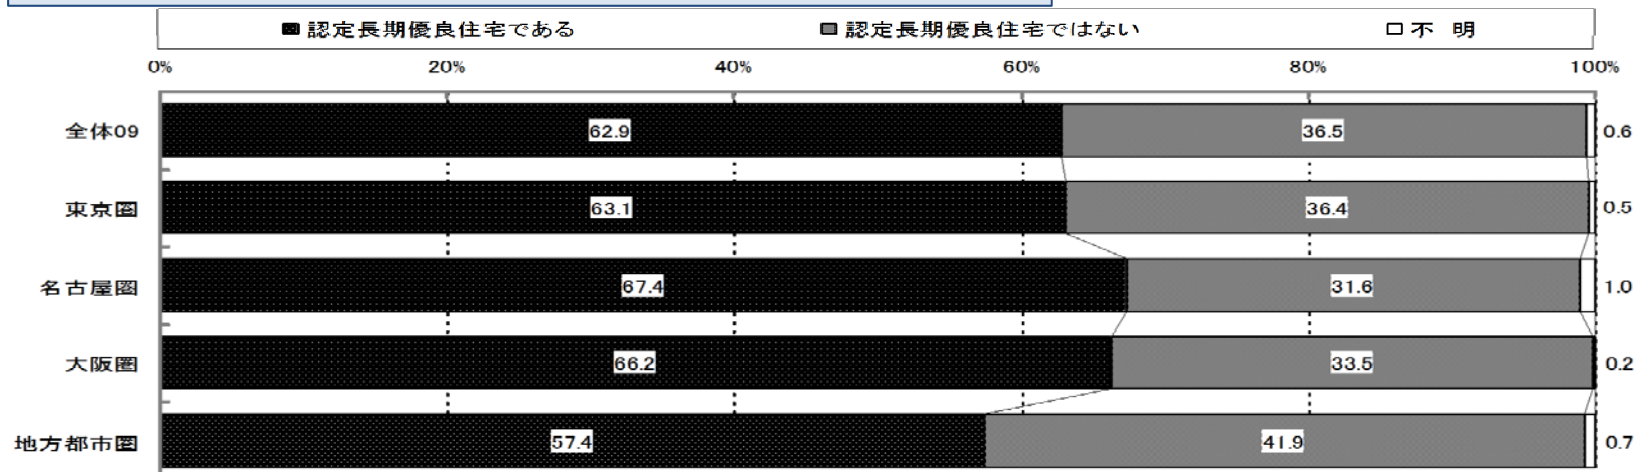 認定長期優良住宅である 認定長期優良住宅ではない 不 明
0% 20% 40% 60% 80% 100%
全体09 62.9 36.5 0.6
東京圏 63.1 36.4 0.5
名古屋圏 67.4 31.6 1.0
大阪圏 66.2 33.5 0.2
地方都市圏 57.4 41.9 0.7